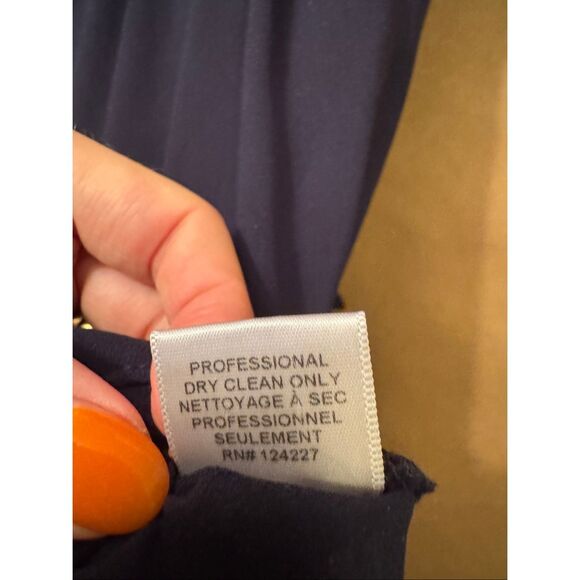 PROFESSIONAL
DRY CLEAN ONLY
NETTOYAGE À SEC
PROFESSIONNEL
SEULEMENT
RN# 124227